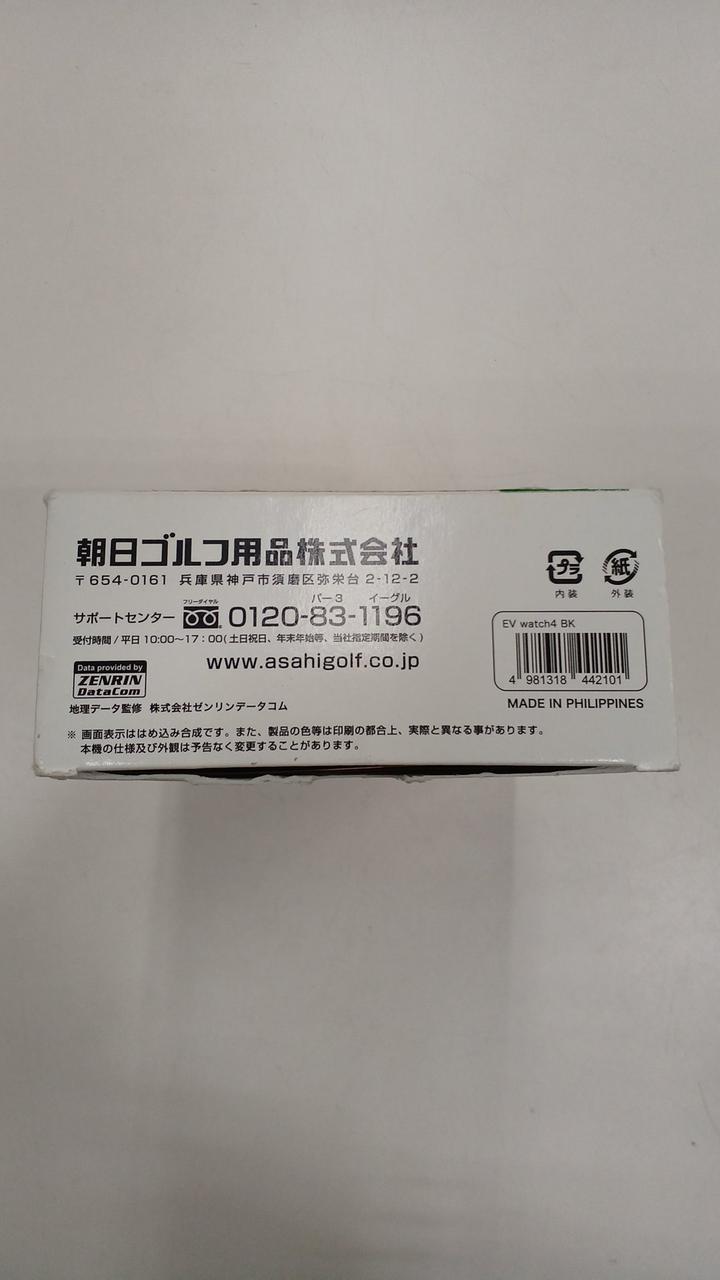 朝日ゴルフ用品株式会社
〒654-0161 兵庫県神戸市須磨区弥栄台 2-12-2
パー3 イーグル
サポートセンター フリーダイヤル 0120-83-1196
受付時間/平日 10:00〜17:00(土日祝日、年末年始等、当社指定期間を除く)
www.asahigolf.co.jp
Data provided by
ZENRIN
DataCom
地理データ監修 株式会社ゼンリンデータコム
※ 画面表示ははめ込み合成です。また、製品の色等は印刷の都合上、実際と異なる事があります。
本機の仕様及び外観は予告なく変更することがあります。
プラ 紙
内装 外装
EV watch4 BK
4 981318 442101
MADE IN PHILIPPINES